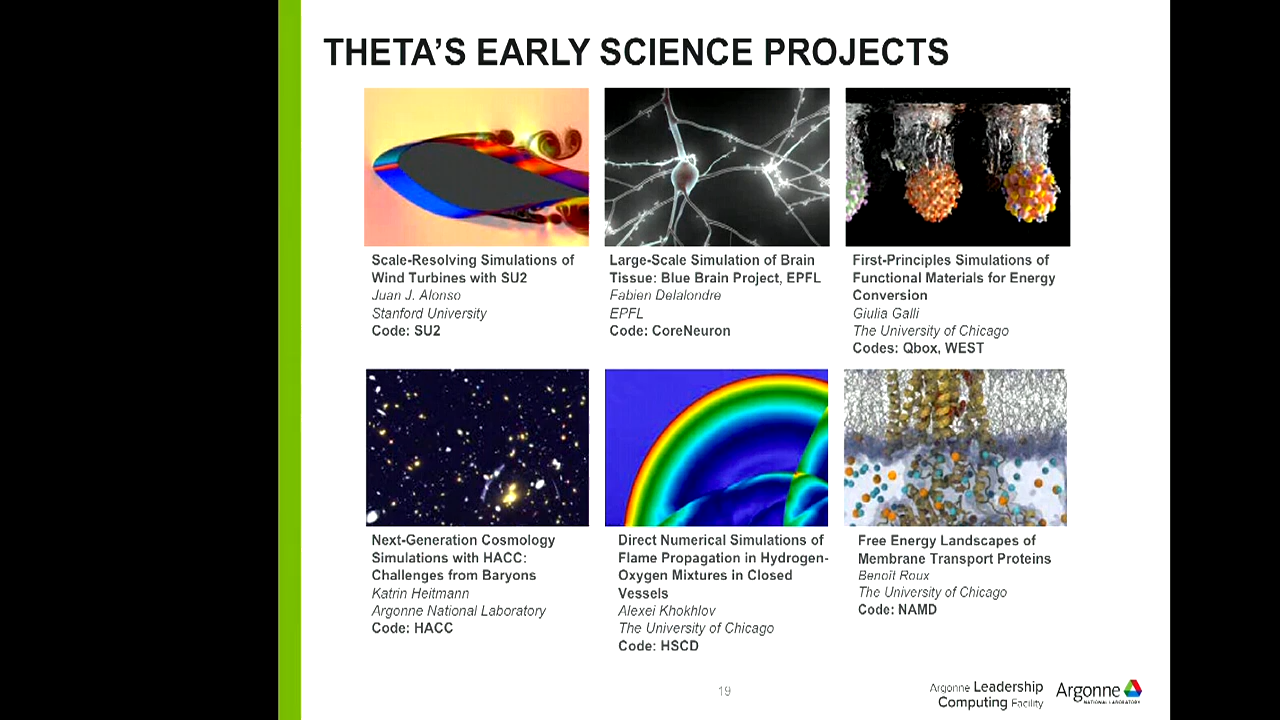 THETA’S EARLY SCIENCE PROJECTS
Scale-Resolving Simulations of
Wind Turbines with SU2
Juan J. Alonso
Stanford University
Code: SU2
Large-Scale Simulation of Brain
Tissue: Blue Brain Project, EPFL
Fabien Delalondre
EPFL
Code: CoreNeuron
First-Principles Simulations of
Functional Materials for Energy
Conversion
Giulia Galli
The University of Chicago
Codes: Qbox, WEST
Next-Generation Cosmology
Simulations with HACC:
Challenges from Baryons
Katrin Heitmann
Argonne National Laboratory
Code: HACC
Direct Numerical Simulations of
Flame Propagation in Hydrogen-
Oxygen Mixtures in Closed
Vessels
Alexei Khokhlov
The University of Chicago
Code: HSCD
Free Energy Landscapes of
Membrane Transport Proteins
Benoît Roux
The University of Chicago
Code: NAMD
19
Argonne Leadership
Computing Facility
Argonne
NATIONAL LABORATORY